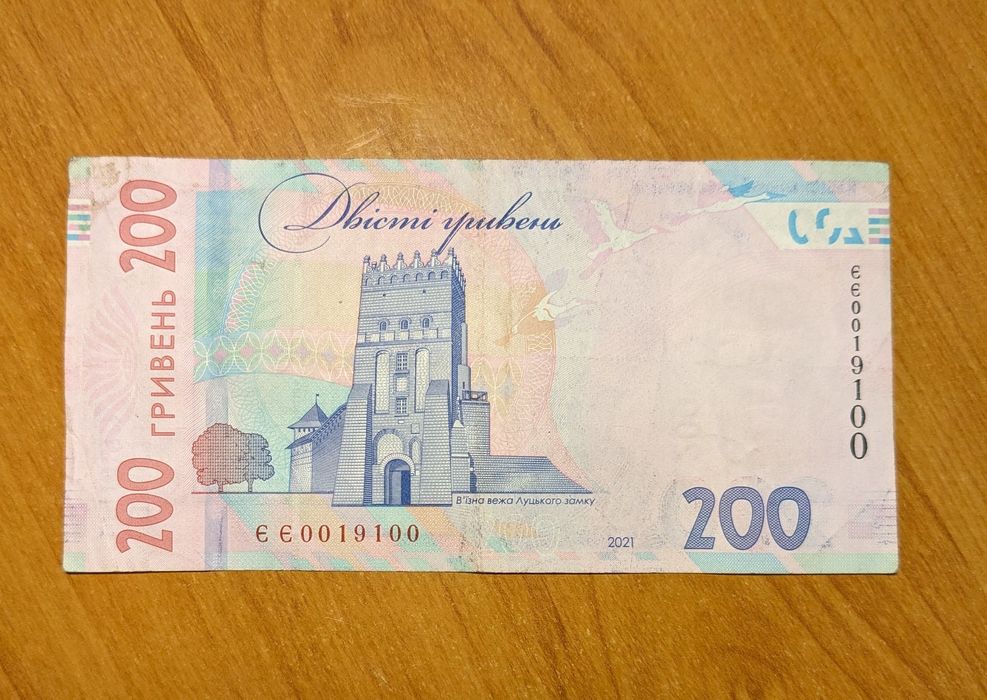 200 ГРИВЕНЬ 200
Двісті гривень
ЄЄ0019100
В'їзна вежа Луцького замку
ЄЄ0019100
2021
200